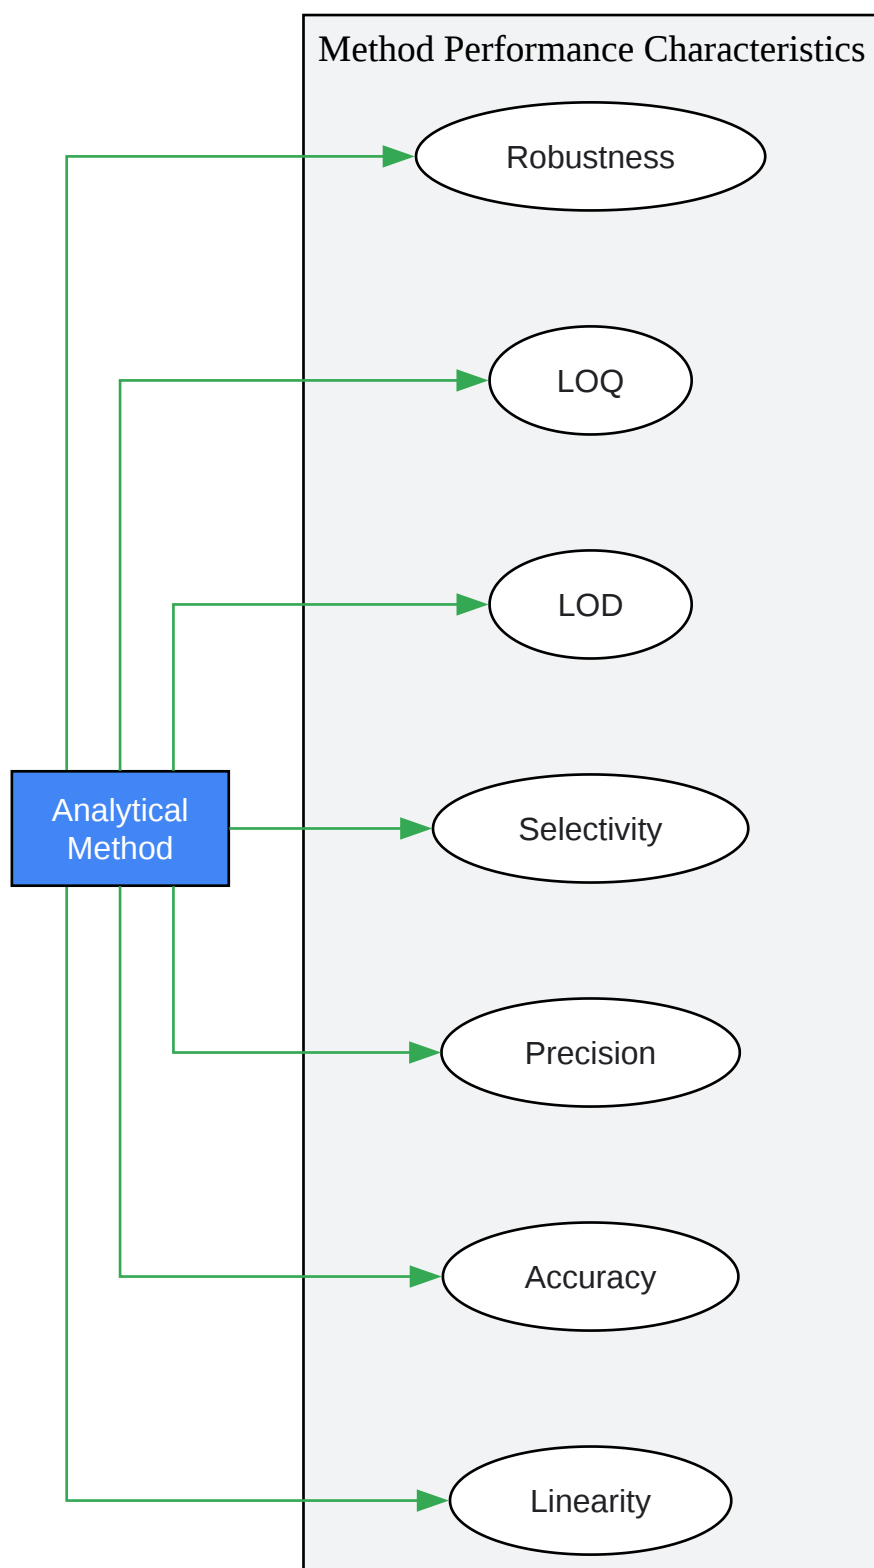 Method Performance Characteristics
Robustness
LOQ
LOD
Analytical
Method
Selectivity
Precision
Accuracy
Linearity